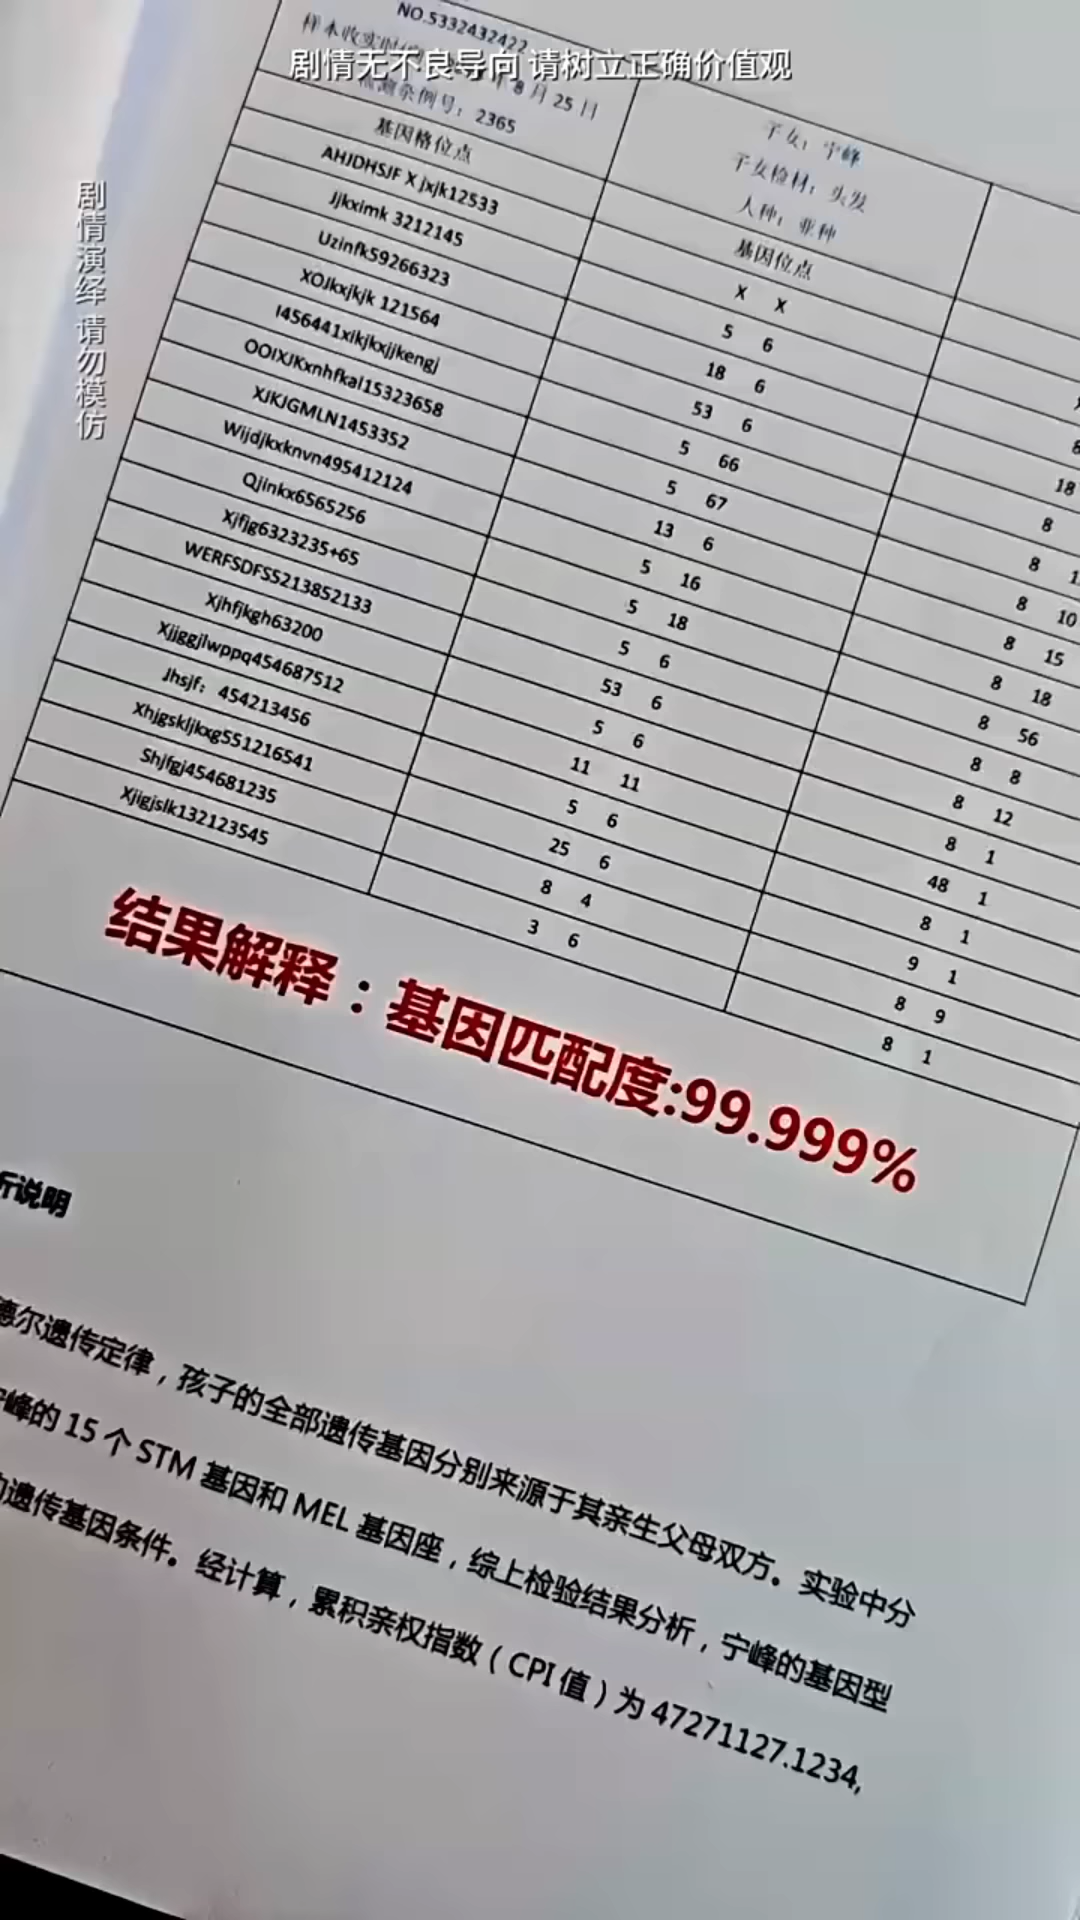 NO.5332432422
剧情无不良导向 请树立正确价值观
8月25日
检测条例号：2365
子女：宁峰
子女检材：头发
人种：亚种
剧情演绎 请勿模仿
基因格位点
基因位点
AHJDHSJF X jxjk12533
X X
Jjkximk 3212145
5 6
Uzinfk59266323
18 6
XOJkxjkjk 121564
53 6
I456441xikjkxjjkengj
5 66
OOIXJKxnhfkal15323658
5 67
XJKJGMLN1453352
13 6
Wijdjkxknvn495412124
5 16
Qjinkx6565256
5 18
Xjfjg6323235+65
5 6
WERFSDFS5213852133
53 6
Xjhfjkgh63200
5 6
Xjjggjlwppq454687512
11 11
Jhsjf：454213456
5 6
Xhjgskljkxg551216541
25 6
Shjfgj454681235
8 4
Xjigjslk132123545
3 6
18
8
8 1
8 10
8 15
8 18
8 56
8 8
8 12
8 1
48 1
8 1
9 1
8 9
8 1
结果解释：基因匹配度:99.999%
析说明
德尔遗传定律，孩子的全部遗传基因分别来源于其亲生父母双方。实验中分
峰的 15 个 STM 基因和 MEL 基因座，综上检验结果分析，宁峰的基因型
的遗传基因条件。经计算，累积亲权指数（CPI 值）为 47271127.1234,